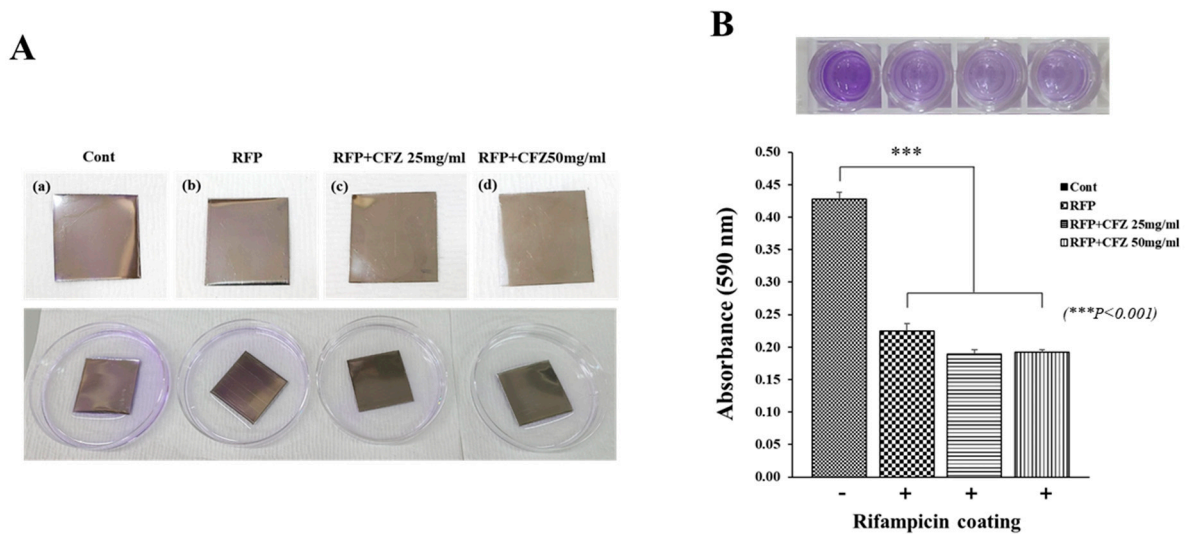 A
Cont RFP RFP+CFZ 25mg/ml RFP+CFZ50mg/ml
(a) (b) (c) (d)
B
***
0.50
0.45
0.40
0.35
0.30
0.25
0.20
0.15
0.10
0.05
0.00
Absorbance (590 nm)
Cont
RFP
RFP+CFZ 25mg/ml
RFP+CFZ 50mg/ml
(***P<0.001)
- + + +
Rifampicin coating